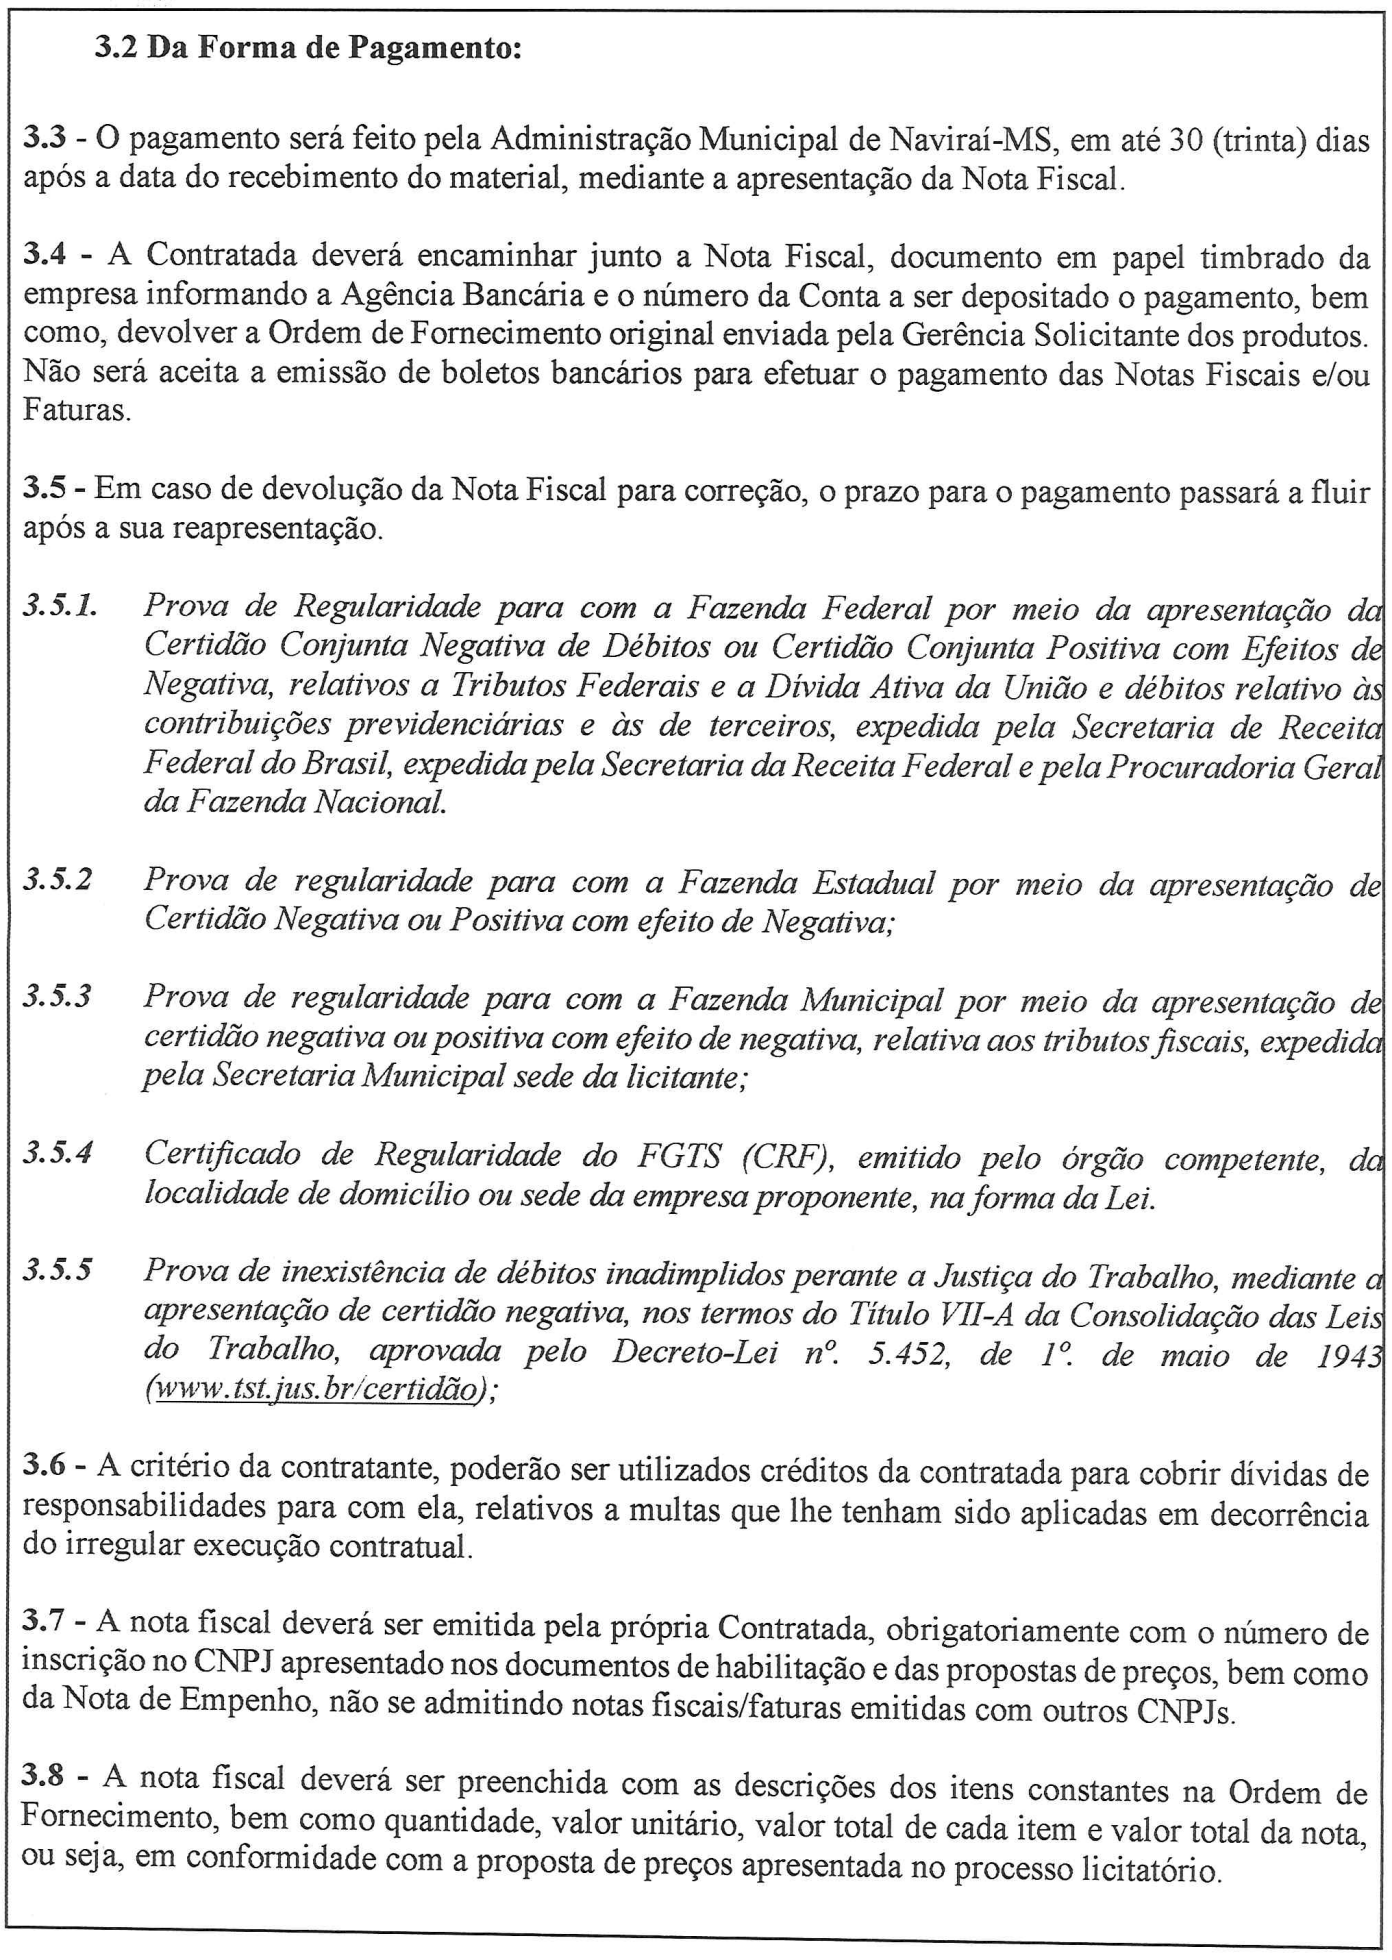 3.2 Da Forma de Pagamento:
3.3 - O pagamento será feito pela Administração Municipal de Naviraí-MS, em até 30 (trinta) dias
após a data do recebimento do material, mediante a apresentação da Nota Fiscal.
3.4 - A Contratada deverá encaminhar junto a Nota Fiscal, documento em papel timbrado da
empresa informando a Agência Bancária e o número da Conta a ser depositado o pagamento, bem
como, devolver a Ordem de Fornecimento original enviada pela Gerência Solicitante dos produtos.
Não será aceita a emissão de boletos bancários para efetuar o pagamento das Notas Fiscais e/ou
Faturas.
3.5 - Em caso de devolução da Nota Fiscal para correção, o prazo para o pagamento passará a fluir
após a sua reapresentação.
3.5.1. Prova de Regularidade para com a Fazenda Federal por meio da apresentação da
Certidão Conjunta Negativa de Débitos ou Certidão Conjunta Positiva com Efeitos de
Negativa, relativos a Tributos Federais e a Dívida Ativa da União e débitos relativo às
contribuições previdenciárias e às de terceiros, expedida pela Secretaria de Receita
Federal do Brasil, expedida pela Secretaria da Receita Federal e pela Procuradoria Geral
da Fazenda Nacional.
3.5.2 Prova de regularidade para com a Fazenda Estadual por meio da apresentação de
Certidão Negativa ou Positiva com efeito de Negativa;
3.5.3 Prova de regularidade para com a Fazenda Municipal por meio da apresentação de
certidão negativa ou positiva com efeito de negativa, relativa aos tributos fiscais, expedida
pela Secretaria Municipal sede da licitante;
3.5.4 Certificado de Regularidade do FGTS (CRF), emitido pelo órgão competente, da
localidade de domicílio ou sede da empresa proponente, na forma da Lei.
3.5.5 Prova de inexistência de débitos inadimplidos perante a Justiça do Trabalho, mediante a
apresentação de certidão negativa, nos termos do Título VII-A da Consolidação das Leis
do Trabalho, aprovada pelo Decreto-Lei nº. 5.452, de 1º. de maio de 1943
(www.tst.jus.br/certidão);
3.6 - A critério da contratante, poderão ser utilizados créditos da contratada para cobrir dívidas de
responsabilidades para com ela, relativos a multas que lhe tenham sido aplicadas em decorrência
do irregular execução contratual.
3.7 - A nota fiscal deverá ser emitida pela própria Contratada, obrigatoriamente com o número de
inscrição no CNPJ apresentado nos documentos de habilitação e das propostas de preços, bem como
da Nota de Empenho, não se admitindo notas fiscais/faturas emitidas com outros CNPJs.
3.8 - A nota fiscal deverá ser preenchida com as descrições dos itens constantes na Ordem de
Fornecimento, bem como quantidade, valor unitário, valor total de cada item e valor total da nota,
ou seja, em conformidade com a proposta de preços apresentada no processo licitatório.